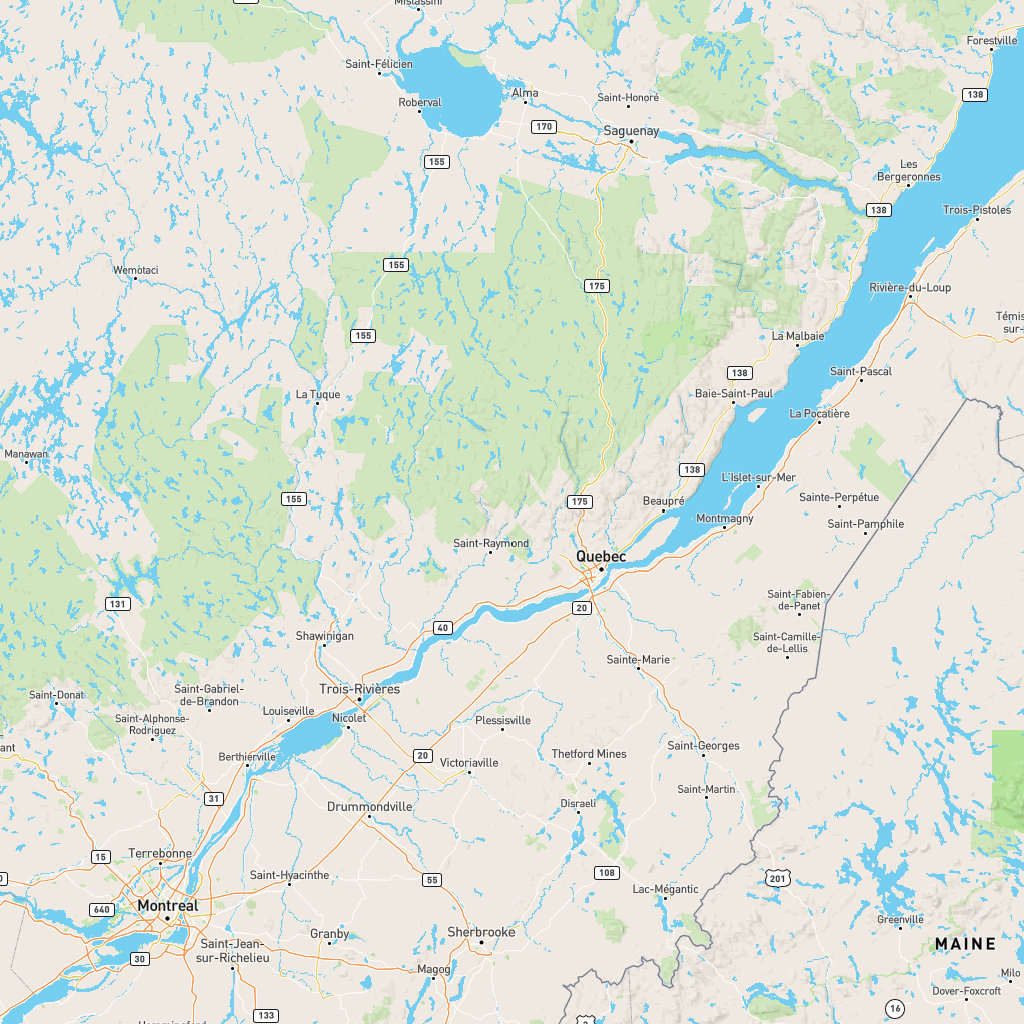 Mistassini
Forestville
Saint-Félicien
Alma
138
Roberval
Saint-Honoré
170
Saguenay
155
Les
Bergeronnes
138
Trois-Pistoles
155
Wemotaci
175
Rivière-du-Loup
155
La Malbaie
138
Saint-Pascal
La Tuque
Baie-Saint-Paul
La Pocatière
Manawan
138
L'Islet-sur-Mer
155
175
Beaupré
Sainte-Perpétue
Montmagny
Saint-Pamphile
Saint-Raymond
Quebec
131
20
Saint-Fabien-
de-Panet
40
Shawinigan
Saint-Camille-
de-Lellis
Sainte-Marie
Saint-Donat
Saint-Gabriel-
de-Brandon
Trois-Rivières
Louiseville
Nicolet
Saint-Alphonse-
Rodriguez
Plessisville
Berthierville
20
Victoriaville
Thetford Mines
Saint-Georges
31
Drummondville
Disraeli
Saint-Martin
15
Terrebonne
Saint-Hyacinthe
55
108
201
Lac-Mégantic
640
Montreal
Granby
Sherbrooke
Greenville
MAINE
Saint-Jean-
sur-Richelieu
30
Magog
Milo
Dover-Foxcroft
133
16